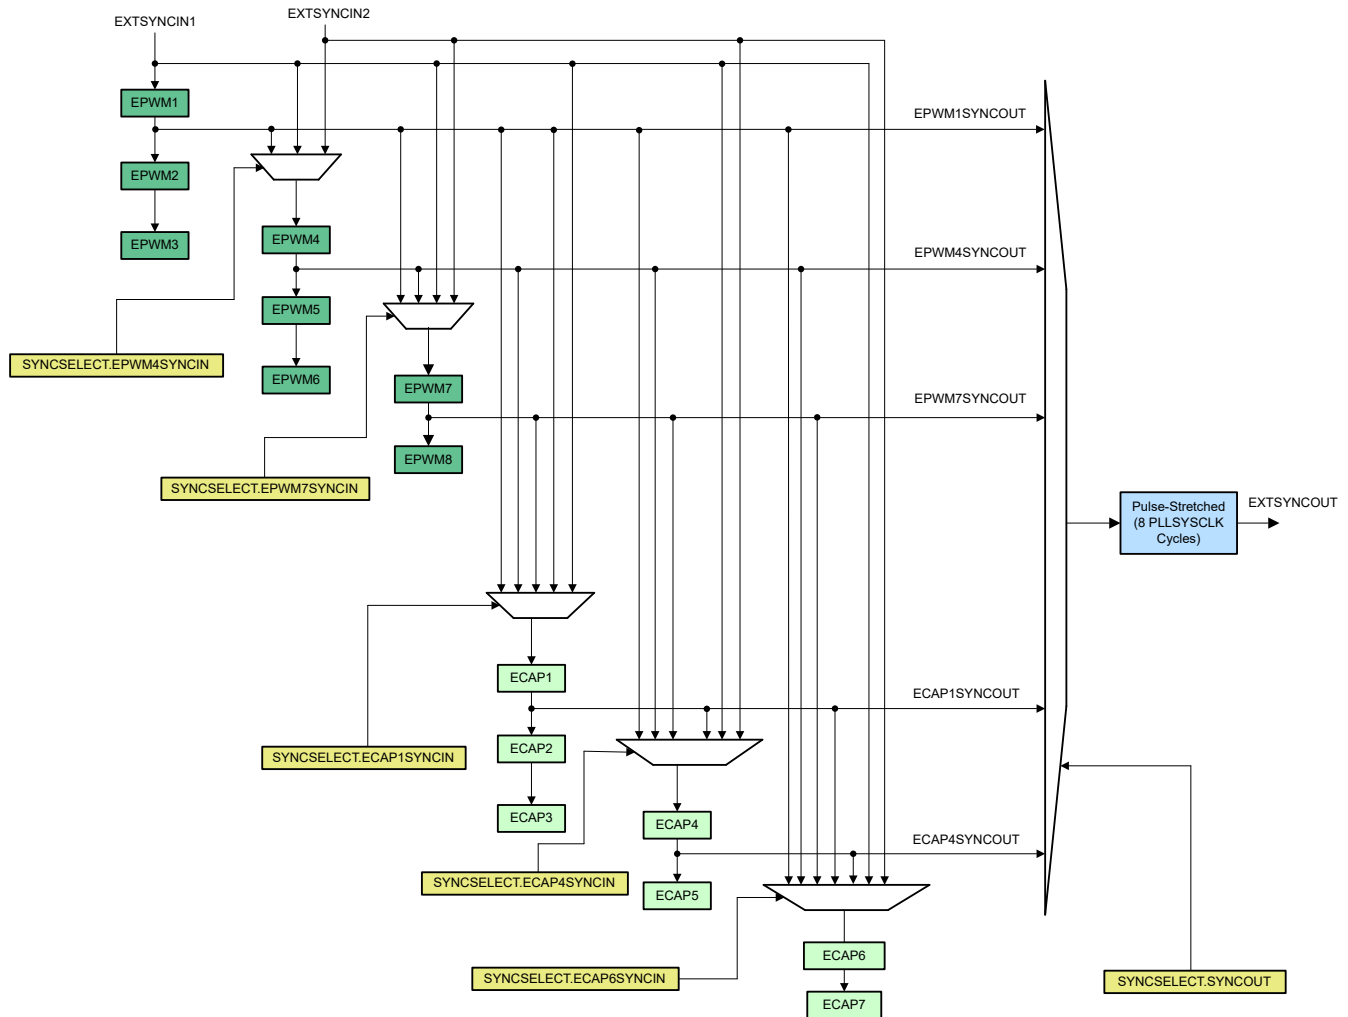 EXTSYNCIN1
EXTSYNCIN2
EPWM1
EPWM1SYNCOUT
EPWM2
EPWM3
EPWM4
EPWM4SYNCOUT
EPWM5
SYNCSELECT.EPWM4SYNCIN
EPWM6
EPWM7
EPWM7SYNCOUT
EPWM8
SYNCSELECT.EPWM7SYNCIN
Pulse-Stretched
(8 PLLSYSCLK
Cycles)
EXTSYNCOUT
ECAP1
ECAP1SYNCOUT
ECAP2
SYNCSELECT.ECAP1SYNCIN
ECAP3
ECAP4
ECAP4SYNCOUT
SYNCSELECT.ECAP4SYNCIN
ECAP5
ECAP6
SYNCSELECT.ECAP6SYNCIN
SYNCSELECT.SYNCOUT
ECAP7